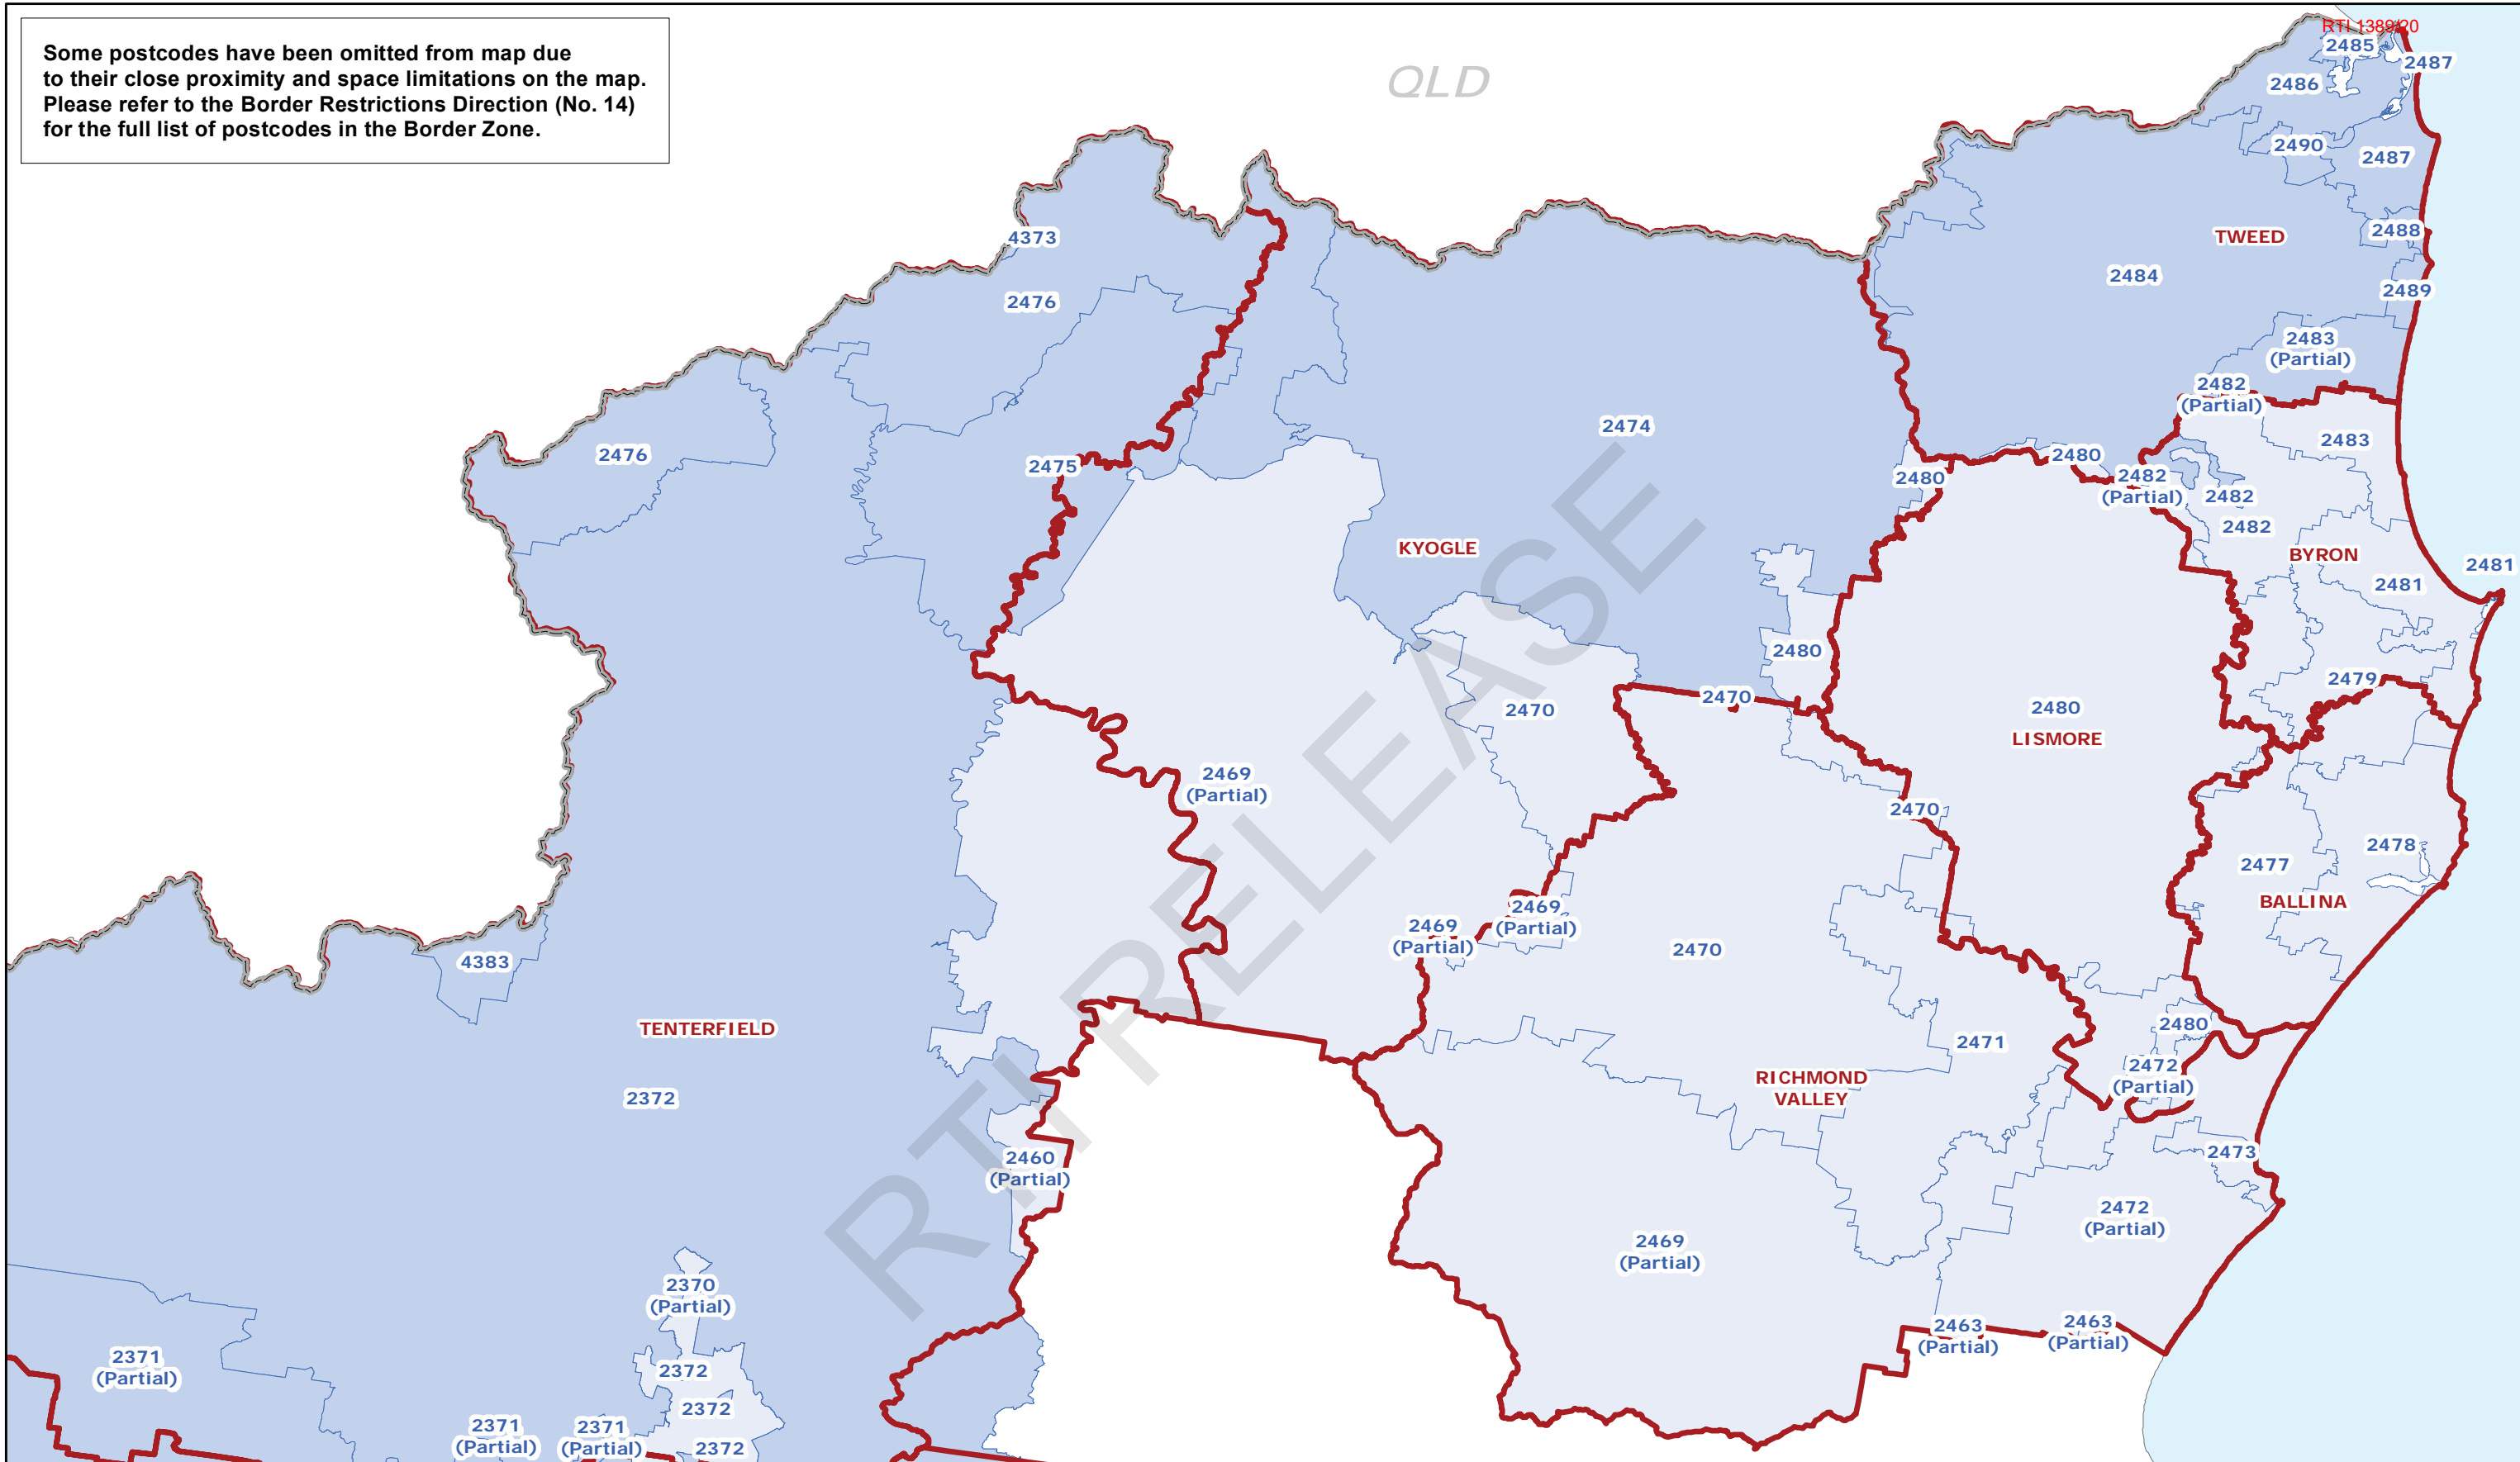 Some postcodes have been omitted from map due
to their close proximity and space limitations on the map.
Please refer to the Border Restrictions Direction (No. 14)
for the full list of postcodes in the Border Zone.
RTI 1389/20
QLD
2485
2487
2486
2490
2487
4373
2488
TWEED
2484
2489
2476
2483
(Partial)
2482
(Partial)
2474
2483
2476
2475
2480
2480
2482
(Partial)
2482
2482
KYOGLE
BYRON
2481
2481
2480
2479
2470
2470
2480
LISMORE
2469
(Partial)
2470
2478
2477
BALLINA
2469
(Partial)
2469
(Partial)
2470
4383
TENTERFIELD
2480
2471
2472
(Partial)
RICHMOND
VALLEY
2372
2460
(Partial)
2473
2472
(Partial)
2469
(Partial)
2370
(Partial)
2463
(Partial)
2463
(Partial)
2371
(Partial)
2372
2372
2371
(Partial)
2371
(Partial)
2372
RTI RELEASE